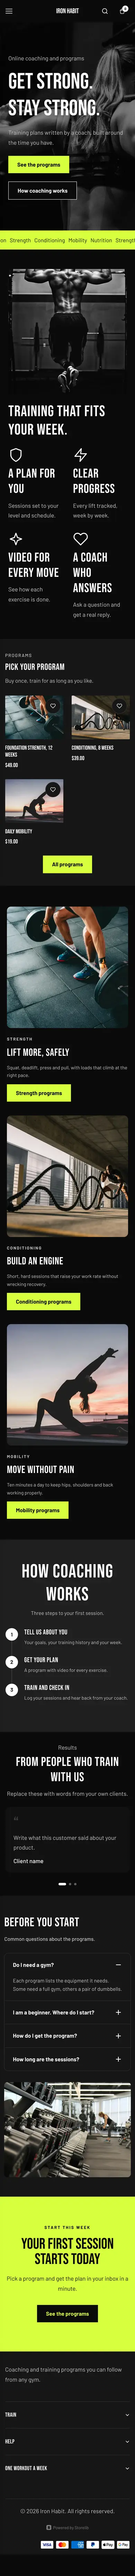 IRON HABIT
Online coaching and programs
GET STRONG.
STAY STRONG.
Training plans written by a coach, built around
the time you have.
See the programs
How coaching works
Strength Conditioning Mobility Nutrition Strength
TRAINING THAT FITS
YOUR WEEK.
A PLAN FOR
YOU
Sessions set to your
level and schedule.
CLEAR
PROGRESS
Every lift tracked,
week by week.
VIDEO FOR
EVERY MOVE
See how each
exercise is done.
A COACH
WHO
ANSWERS
Ask a question and
get a real reply.
PROGRAMS
PICK YOUR PROGRAM
Buy once, train for as long as you like.
FOUNDATION STRENGTH, 12
WEEKS
$49.00
CONDITIONING, 8 WEEKS
$39.00
DAILY MOBILITY
$19.00
All programs
STRENGTH
LIFT MORE, SAFELY
Squat, deadlift, press and pull, with loads that climb at the
right pace.
Strength programs
CONDITIONING
BUILD AN ENGINE
Short, hard sessions that raise your work rate without
wrecking recovery.
Conditioning programs
MOBILITY
MOVE WITHOUT PAIN
Ten minutes a day to keep hips, shoulders and back
working properly.
Mobility programs
HOW COACHING
WORKS
Three steps to your first session.
1
TELL US ABOUT YOU
Your goals, your training history and your week.
2
GET YOUR PLAN
A program with video for every exercise.
3
TRAIN AND CHECK IN
Log your sessions and hear back from your coach.
Results
FROM PEOPLE WHO TRAIN
WITH US
Replace these with words from your own clients.
Write what this customer said about your
product.
Client name
BEFORE YOU START
Common questions about the programs.
Do I need a gym?
Each program lists the equipment it needs.
Some need a full gym, others a pair of dumbbells.
I am a beginner. Where do I start?
How do I get the program?
How long are the sessions?
START THIS WEEK
YOUR FIRST SESSION
STARTS TODAY
Pick a program and get the plan in your inbox in a
minute.
See the programs
Coaching and training programs you can follow
from any gym.
TRAIN
HELP
ONE WORKOUT A WEEK
© 2026 Iron Habit. All rights reserved.
VISA PayPal Pay G Pay